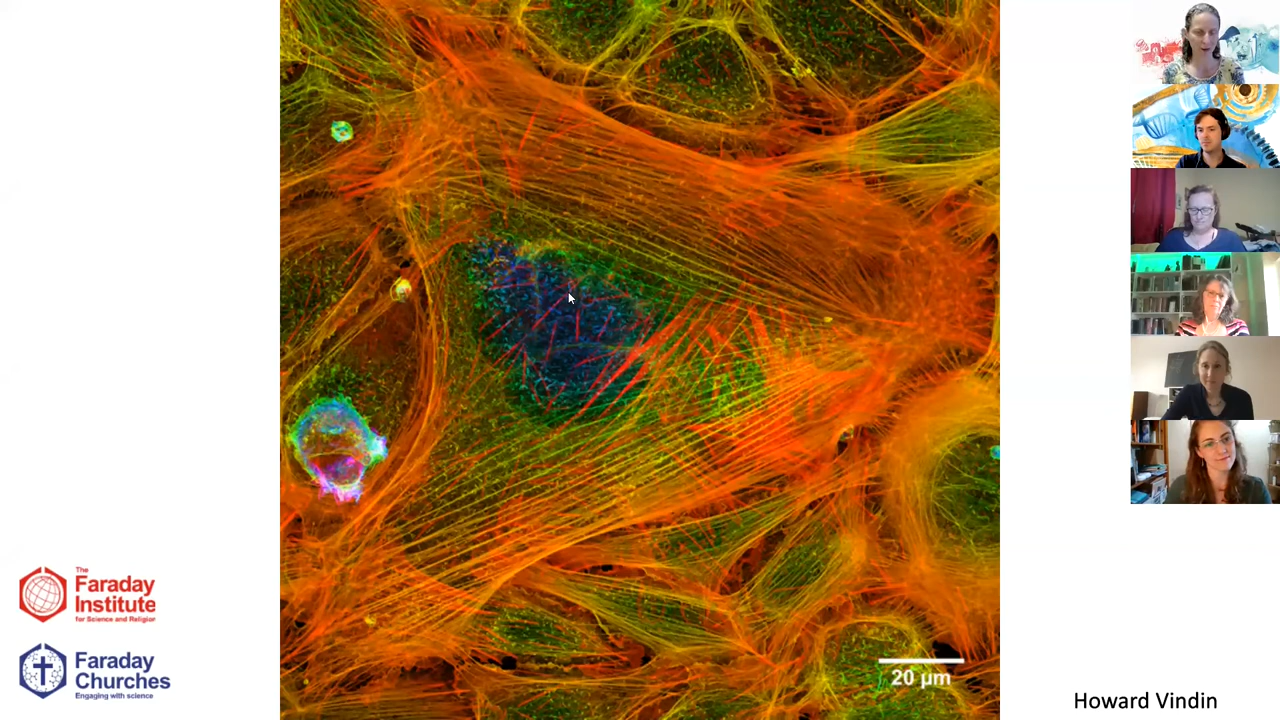 The
Faraday
Institute
for Science and Religion
Faraday
Churches
Engaging with science
20 µm
Howard Vindin